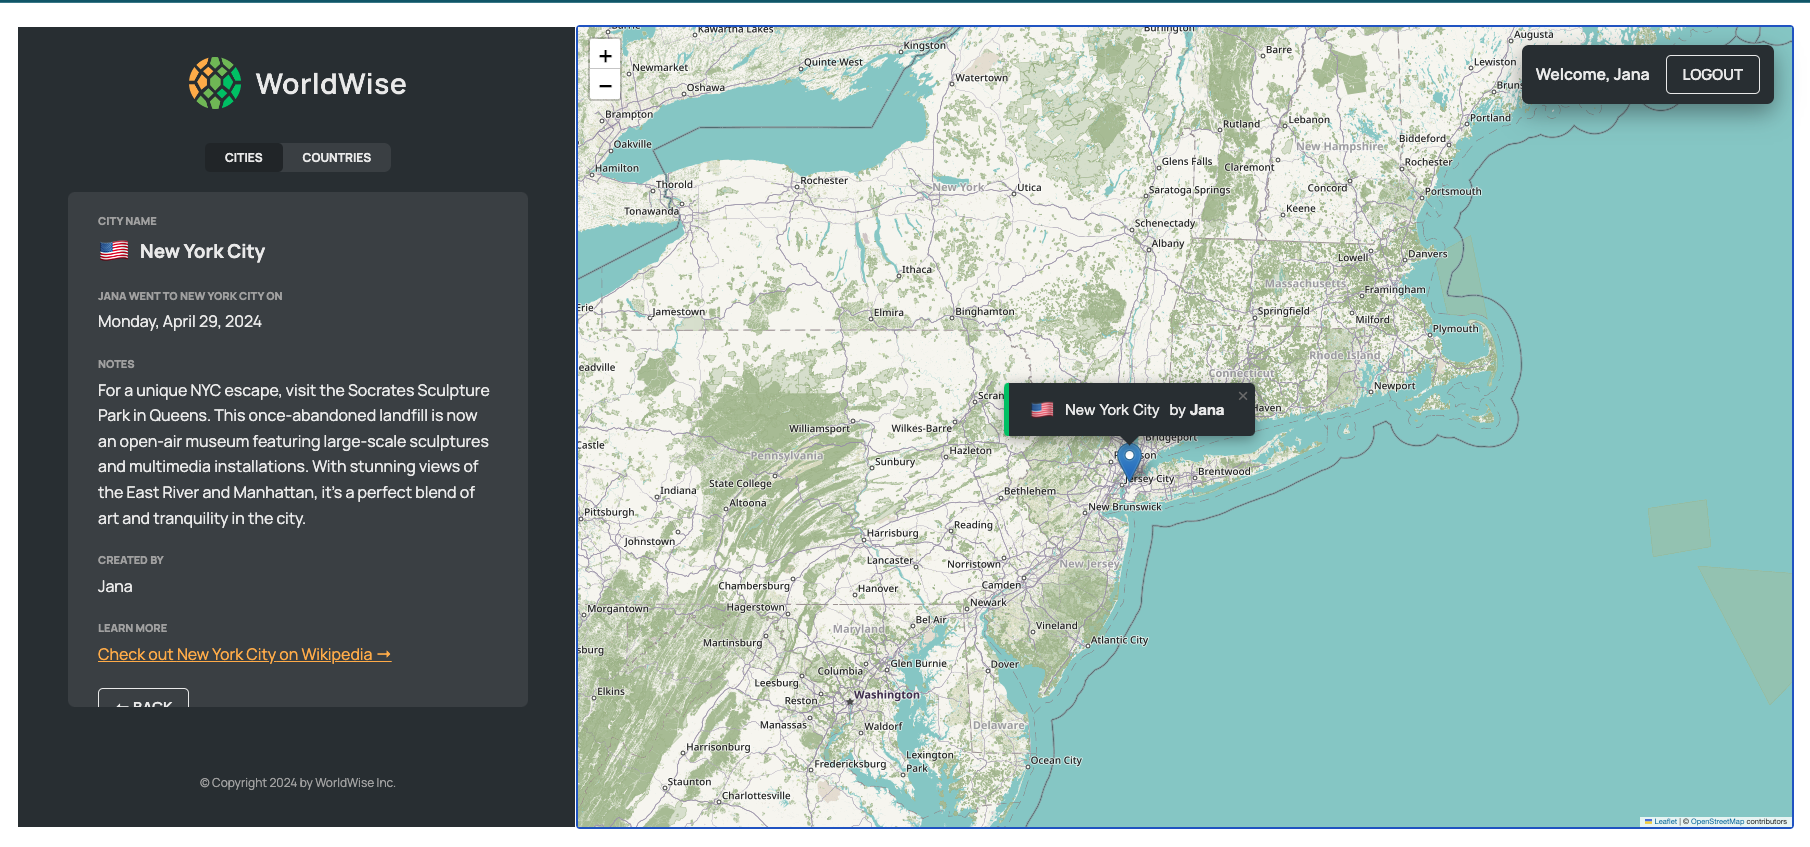 WorldWise
CITIES
COUNTRIES
CITY NAME
New York City
JANA WENT TO NEW YORK CITY ON
Monday, April 29, 2024
NOTES
For a unique NYC escape, visit the Socrates Sculpture
Park in Queens. This once-abandoned landfill is now
an open-air museum featuring large-scale sculptures
and multimedia installations. With stunning views of
the East River and Manhattan, it's a perfect blend of
art and tranquility in the city.
CREATED BY
Jana
LEARN MORE
Check out New York City on Wikipedia →
← BACK
© Copyright 2024 by WorldWise Inc.
+
−
Welcome, Jana
LOGOUT
Kawartha Lakes
Burlington
Augusta
Kingston
Barre
Newmarket
Quinte West
Lewiston
Watertown
Oshawa
Brampton
Rutland
Lebanon
Portland
Oakville
Biddeford
New Hampshire
Hamilton
Glens Falls
Claremont
Rochester
Thorold
Rochester
New York
Utica
Saratoga Springs
Concord
Portsmouth
Tonawanda
Keene
Schenectady
Albany
Lowell
Danvers
Ithaca
Massachusetts
Framingham
Erie
Jamestown
Elmira
Binghamton
Springfield
Milford
Plymouth
Rhode Island
eadville
Connecticut
Newport
Scran
New York City by Jana
×
Haven
Williamsport
Wilkes-Barre
Bridgeport
castle
Hazleton
Pennsylvania
Sunbury
Brentwood
State College
Jersey City
Indiana
Bethlehem
Altoona
New Brunswick
Pittsburgh
Reading
Johnstown
Harrisburg
Lancaster
Norristown
New Jersey
Chambersburg
Hanover
Camden
Morgantown
Hagerstown
Newark
Maryland
Bel Air
Vineland
Martinsburg
Atlantic City
sburg
Glen Burnie
Dover
Columbia
Leesburg
Elkins
Washington
Reston
Manassas
Waldorf
Delaware
Harrisonburg
Lexington
Park
Fredericksburg
Ocean City
Staunton
Charlottesville
Leaflet | © OpenStreetMap contributors